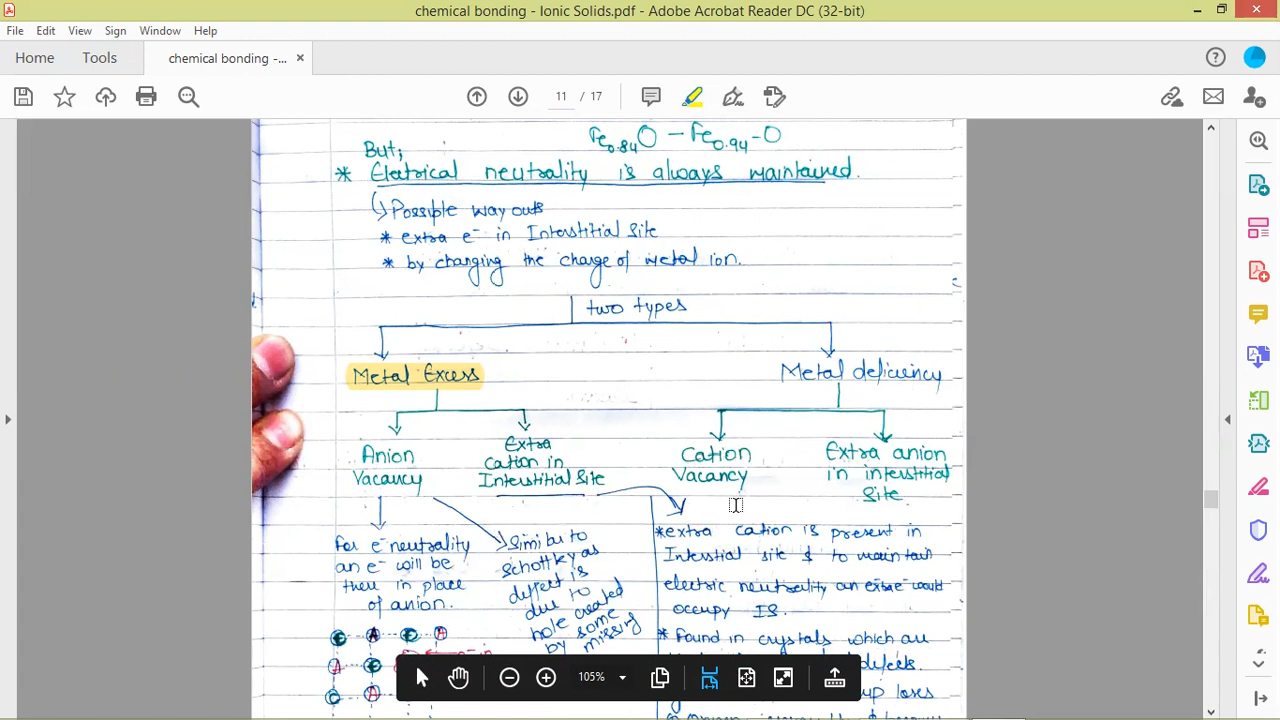 chemical bonding - Ionic Solids.pdf - Adobe Acrobat Reader DC (32-bit)
File Edit View Sign Window Help
Home Tools chemical bonding -... ×
11 / 17
Fe0.84O - Fe0.94-O
But,
* Electrical neutrality is always maintained.
Possible way outs
* extra e- in Interstitial site
* by changing the charge of metal ion.
two types
Metal Excess
Metal deficiency
Anion Vacancy
Extra Cation in Interstitial Site
Cation Vacancy
Extra anion in interstitial site
For e- neutrality
an e- will be
then in place
of anion.
Similar to
schottky as
defect is
due to
hole created
by some
missing
*extra cation is present in
Interstial site & to maintain
electric neutrality an extra e- would
occupy IS.
* Found in crystals which
defects.
loses
105%